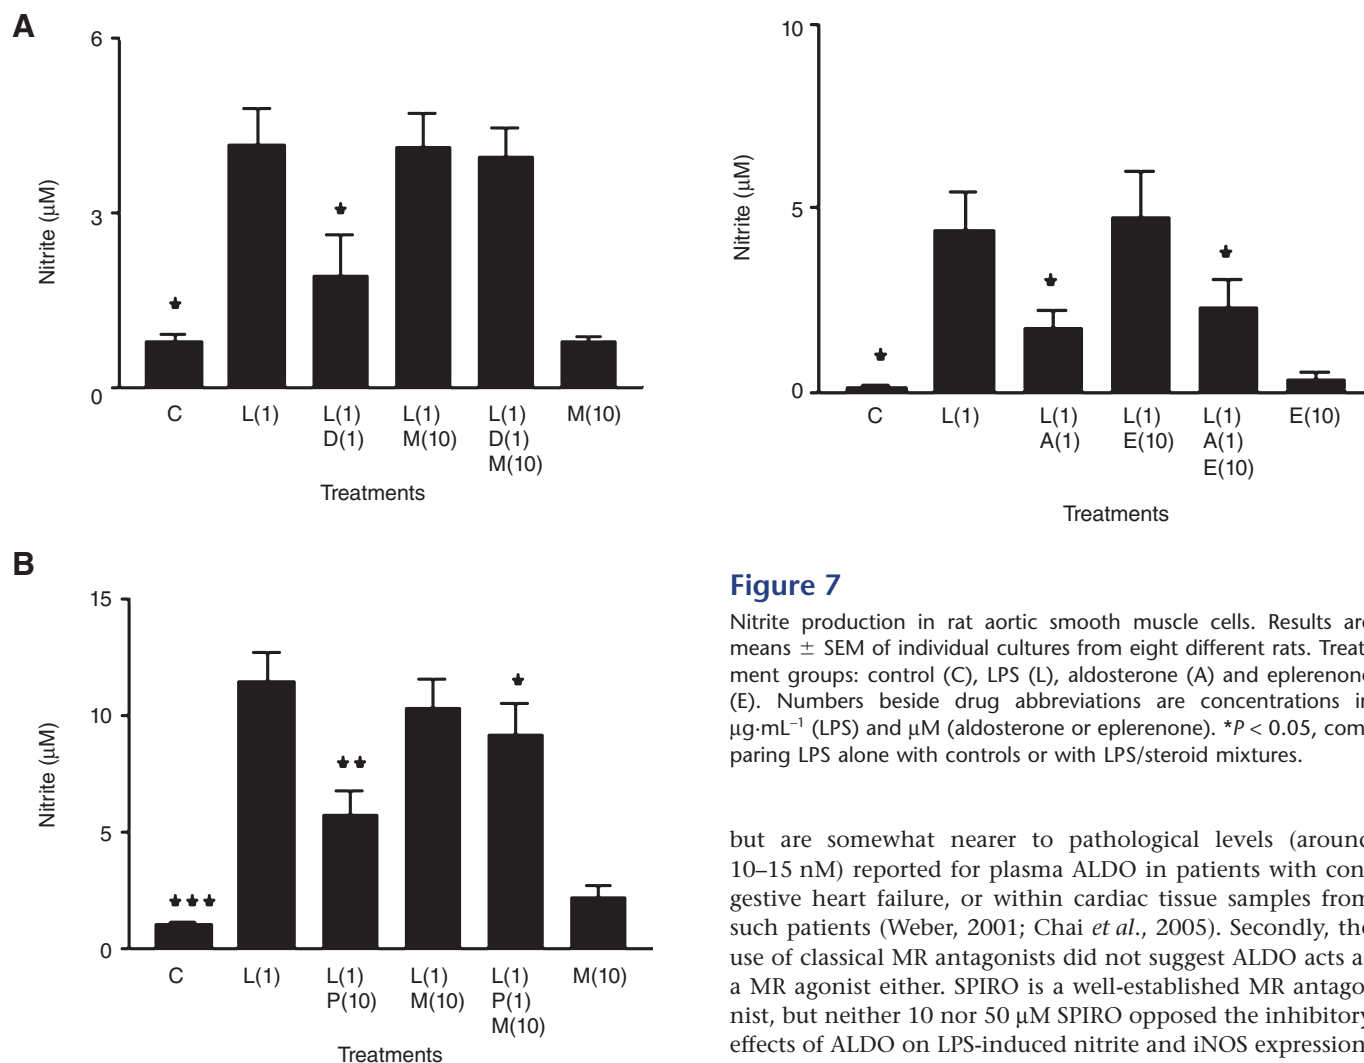 A
6
3
0
Nitrite (µM)
C
L(1)
L(1)
D(1)
L(1)
M(10)
L(1)
D(1)
M(10)
M(10)
Treatments
10
5
0
Nitrite (µM)
C
L(1)
L(1)
A(1)
L(1)
E(10)
L(1)
A(1)
E(10)
E(10)
Treatments
B
15
10
5
0
Nitrite (µM)
C
L(1)
L(1)
P(10)
L(1)
M(10)
L(1)
P(1)
M(10)
M(10)
Treatments
Figure 7
Nitrite production in rat aortic smooth muscle cells. Results are
means ± SEM of individual cultures from eight different rats. Treat
ment groups: control (C), LPS (L), aldosterone (A) and eplerenone
(E). Numbers beside drug abbreviations are concentrations in
µg·mL⁻¹ (LPS) and µM (aldosterone or eplerenone). *P < 0.05, com
paring LPS alone with controls or with LPS/steroid mixtures.
but are somewhat nearer to pathological levels (around
10–15 nM) reported for plasma ALDO in patients with con
gestive heart failure, or within cardiac tissue samples from
such patients (Weber, 2001; Chai et al., 2005). Secondly, the
use of classical MR antagonists did not suggest ALDO acts a
a MR agonist either. SPIRO is a well-established MR antago
nist, but neither 10 nor 50 µM SPIRO opposed the inhibitory
effects of ALDO on LPS-induced nitrite and iNOS expression